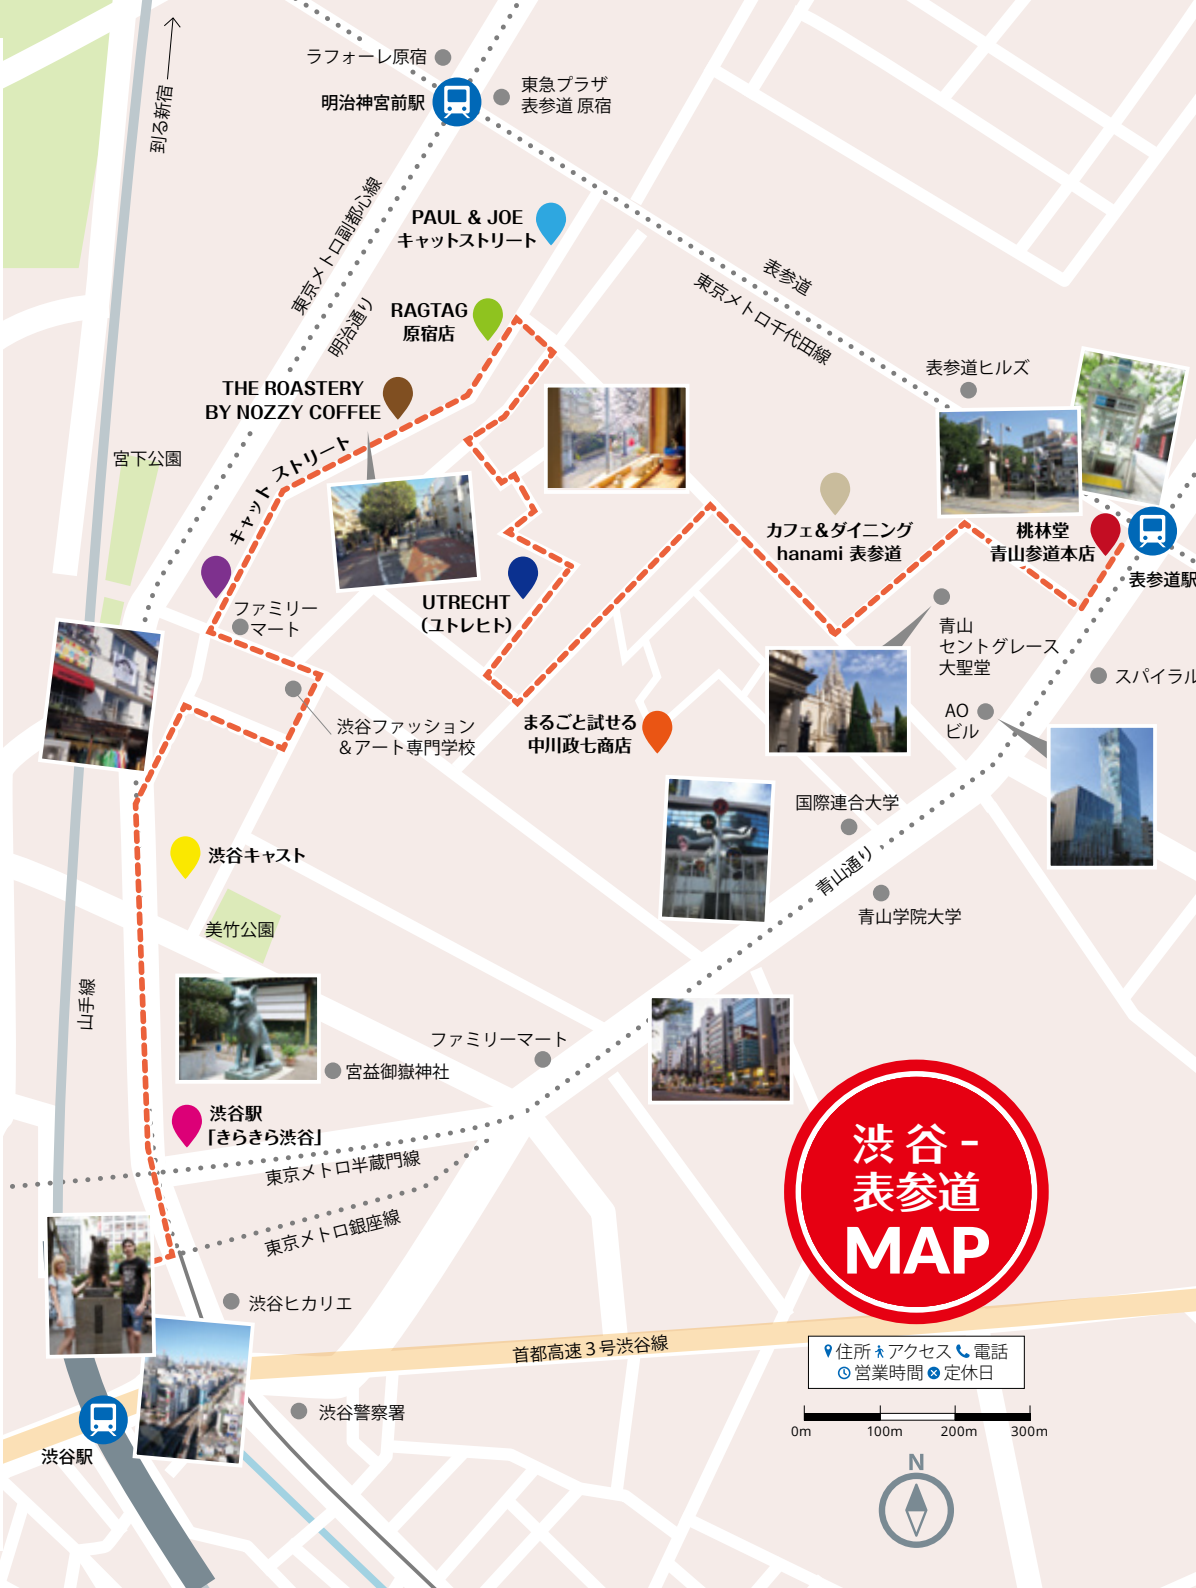 ラフォーレ原宿
東急プラザ
表参道 原宿
明治神宮前駅
到る新宿
東京メトロ副都心線
明治通り
PAUL & JOE
キャットストリート
RAGTAG
原宿店
表参道
東京メトロ千代田線
表参道ヒルズ
THE ROASTERY
BY NOZZY COFFEE
キャット ストリート
宮下公園
カフェ&ダイニング
hanami 表参道
桃林堂
青山参道本店
表参道駅
UTRECHT
(ユトレヒト)
ファミリー
マート
青山
セントグレース
大聖堂
スパイラル
AO
ビル
渋谷ファッション
&アート専門学校
まるごと試せる
中川政七商店
国際連合大学
青山通り
青山学院大学
渋谷キャスト
美竹公園
山手線
ファミリーマート
宮益御嶽神社
渋谷駅
「きらきら渋谷」
東京メトロ半蔵門線
東京メトロ銀座線
渋谷-
表参道
MAP
渋谷ヒカリエ
首都高速3号渋谷線
住所 アクセス 電話
営業時間 定休日
渋谷警察署
0m 100m 200m 300m
渋谷駅
N